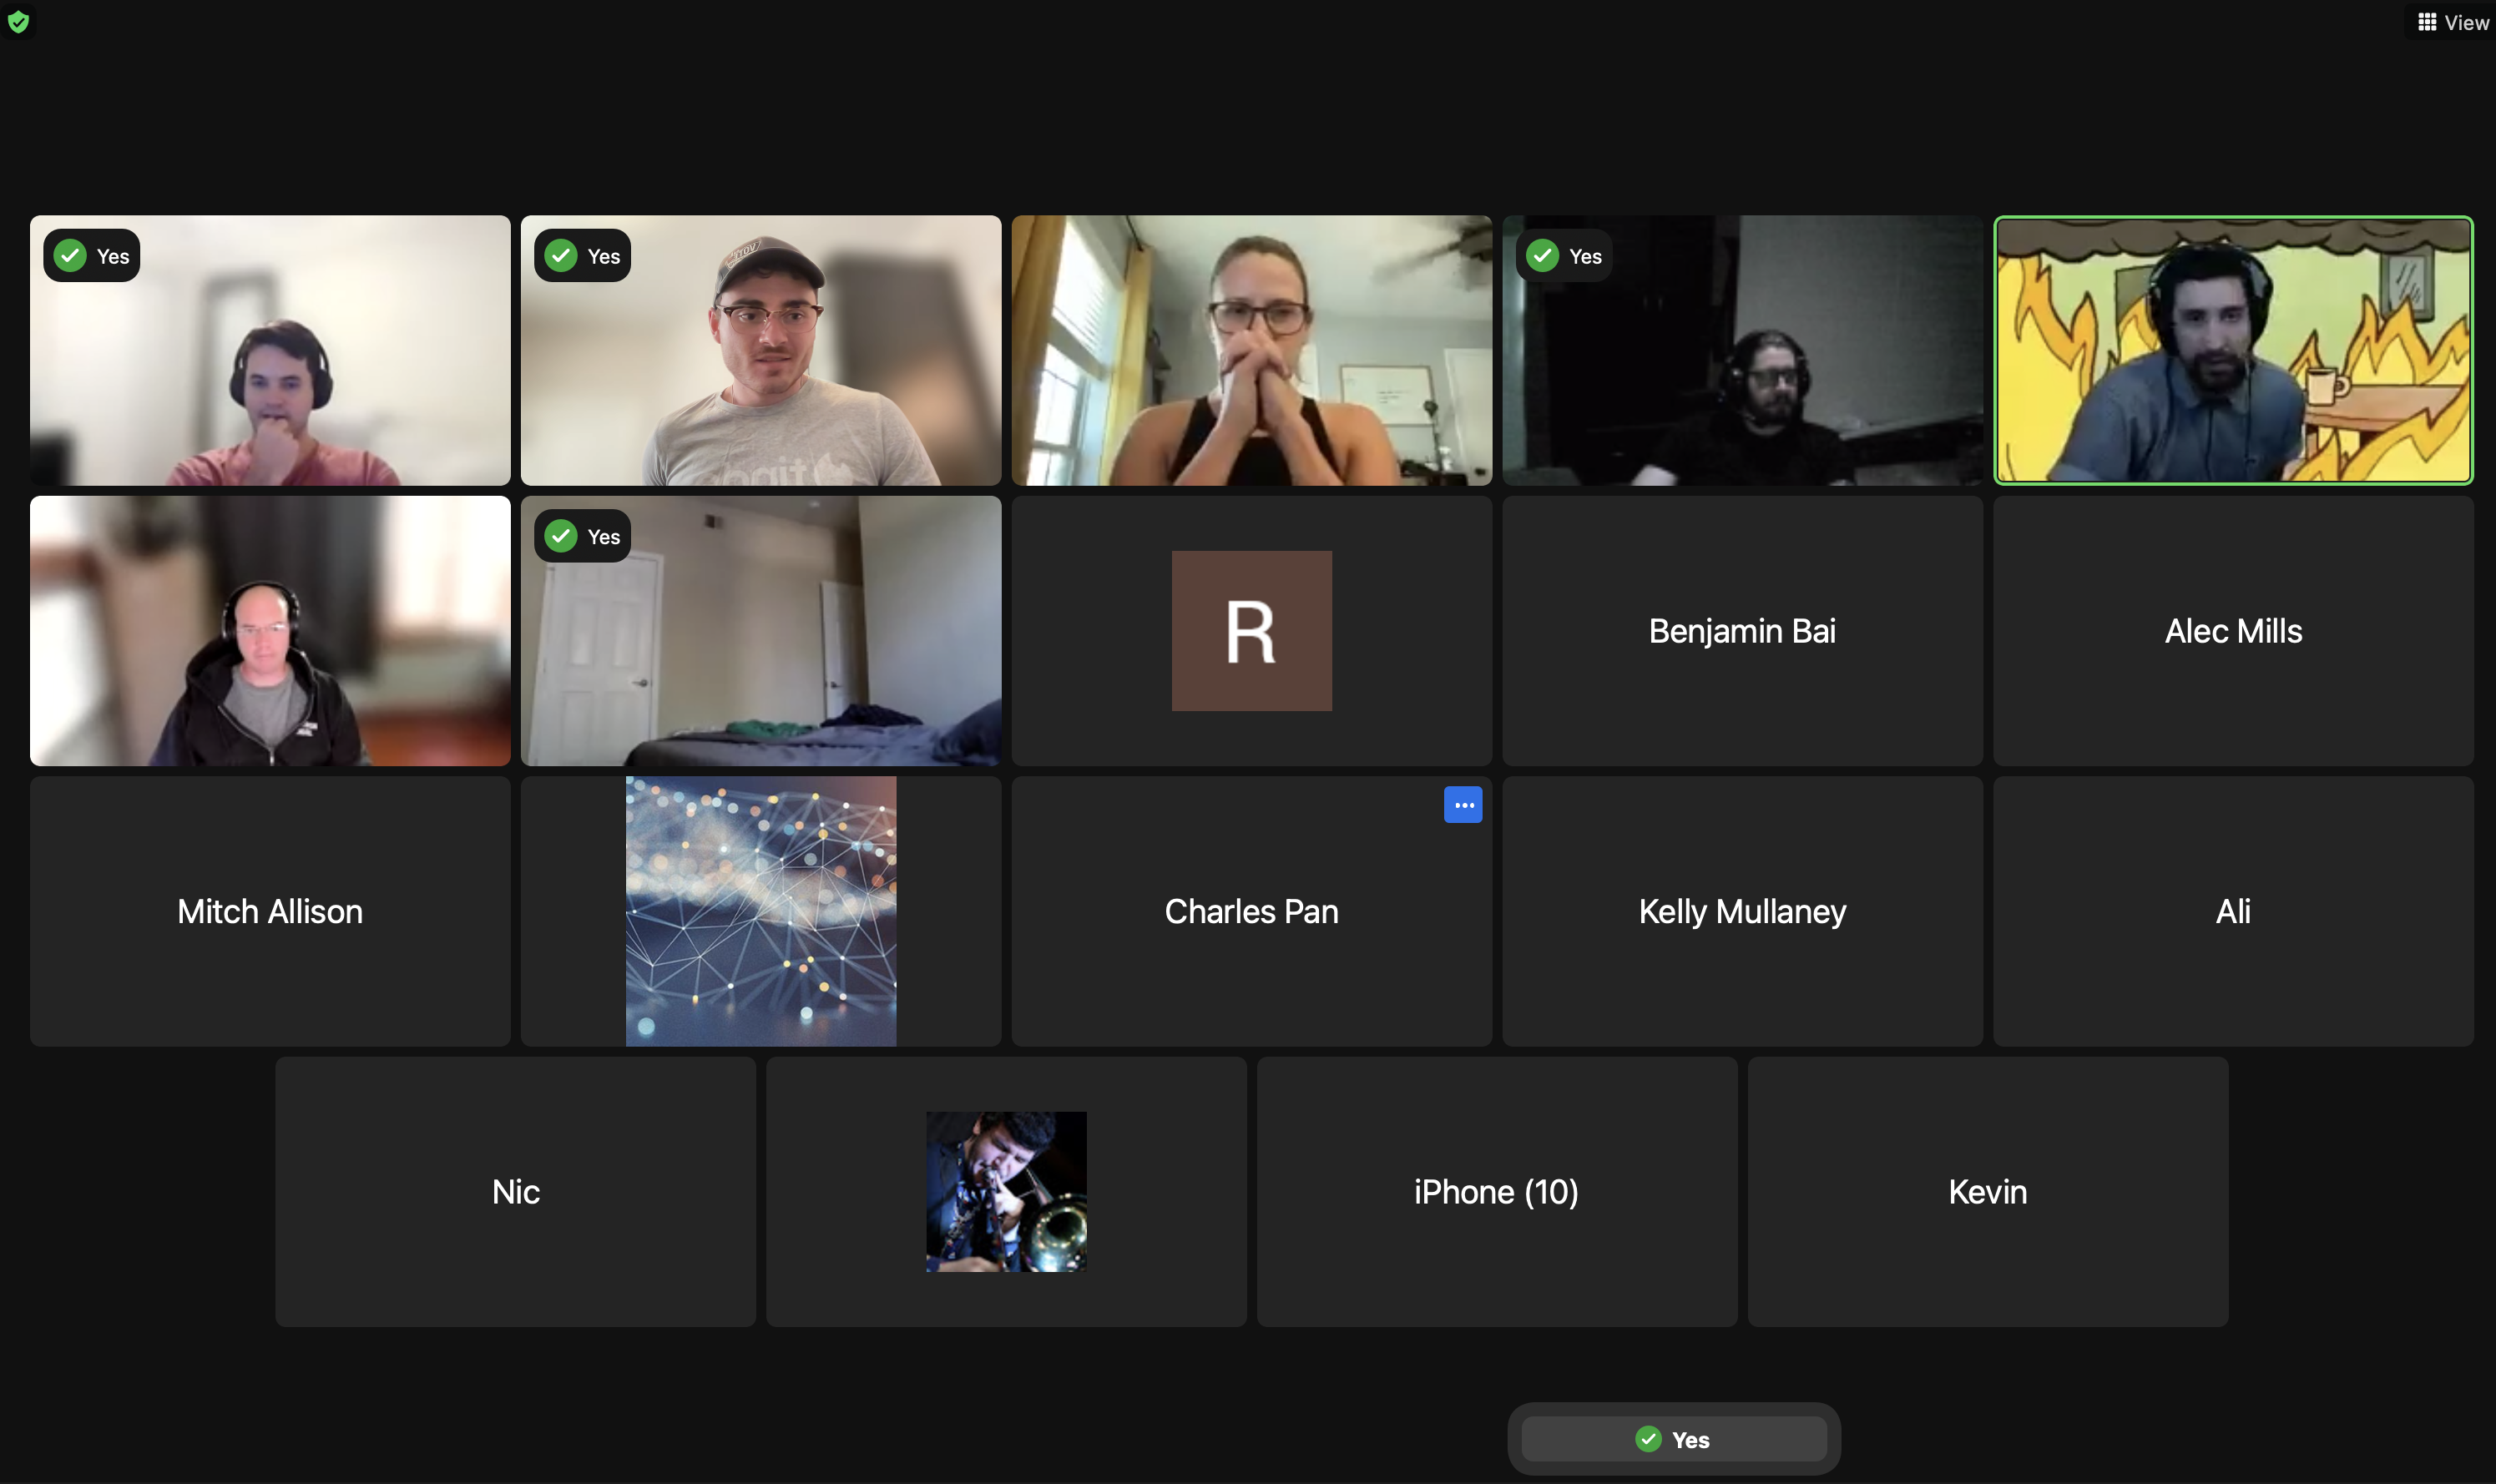 View
Yes
Yes
Yes
Yes
R
Benjamin Bai
Alec Mills
Mitch Allison
Charles Pan
Kelly Mullaney
Ali
Nic
iPhone (10)
Kevin
Yes